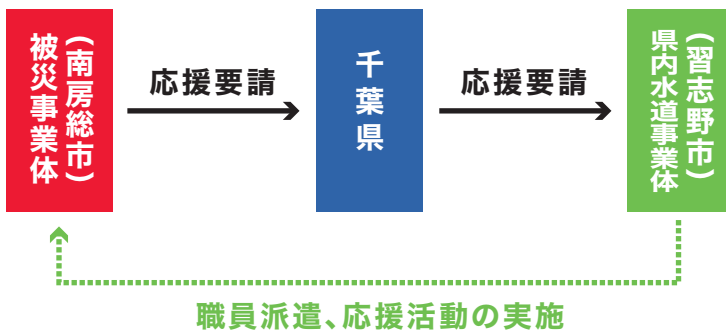 被災事業体
（南房総市）
応援要請
千葉県
応援要請
県内水道事業体
（習志野市）
職員派遣、応援活動の実施